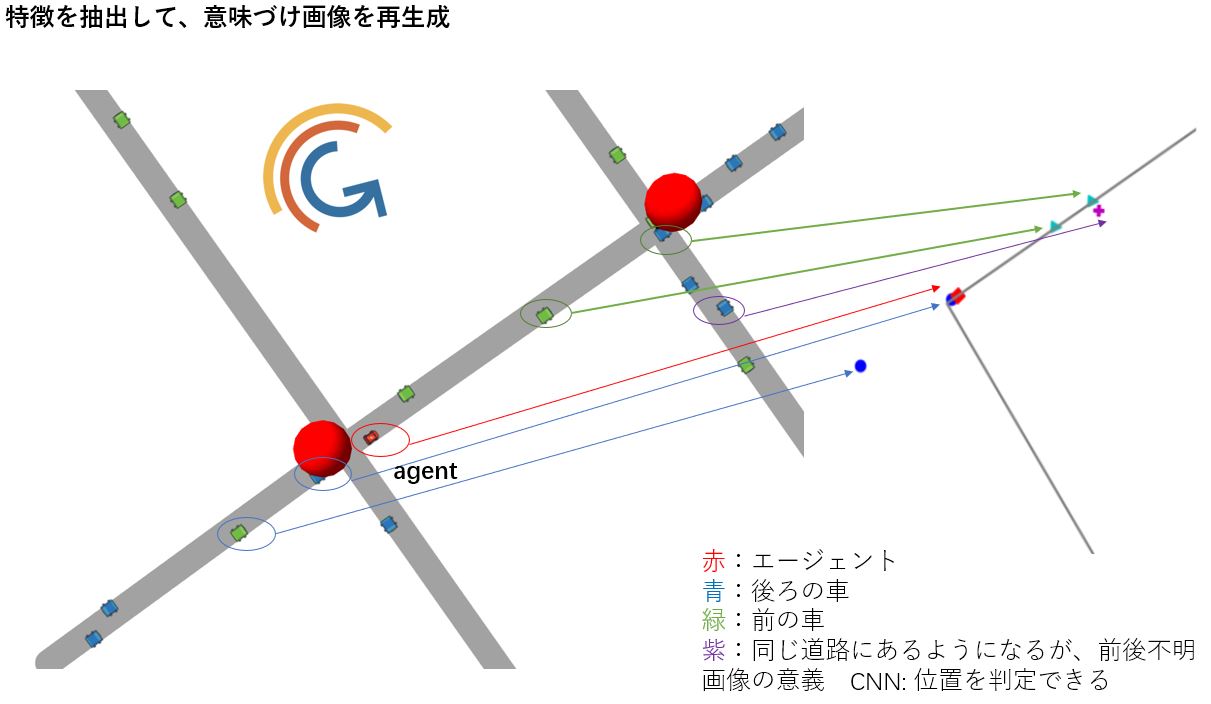 特徴を抽出して、意味づけ画像を再生成
agent
赤：エージェント
青：後ろの車
緑：前の車
紫：同じ道路にあるようになるが、前後不明
画像の意義　CNN: 位置を判定できる